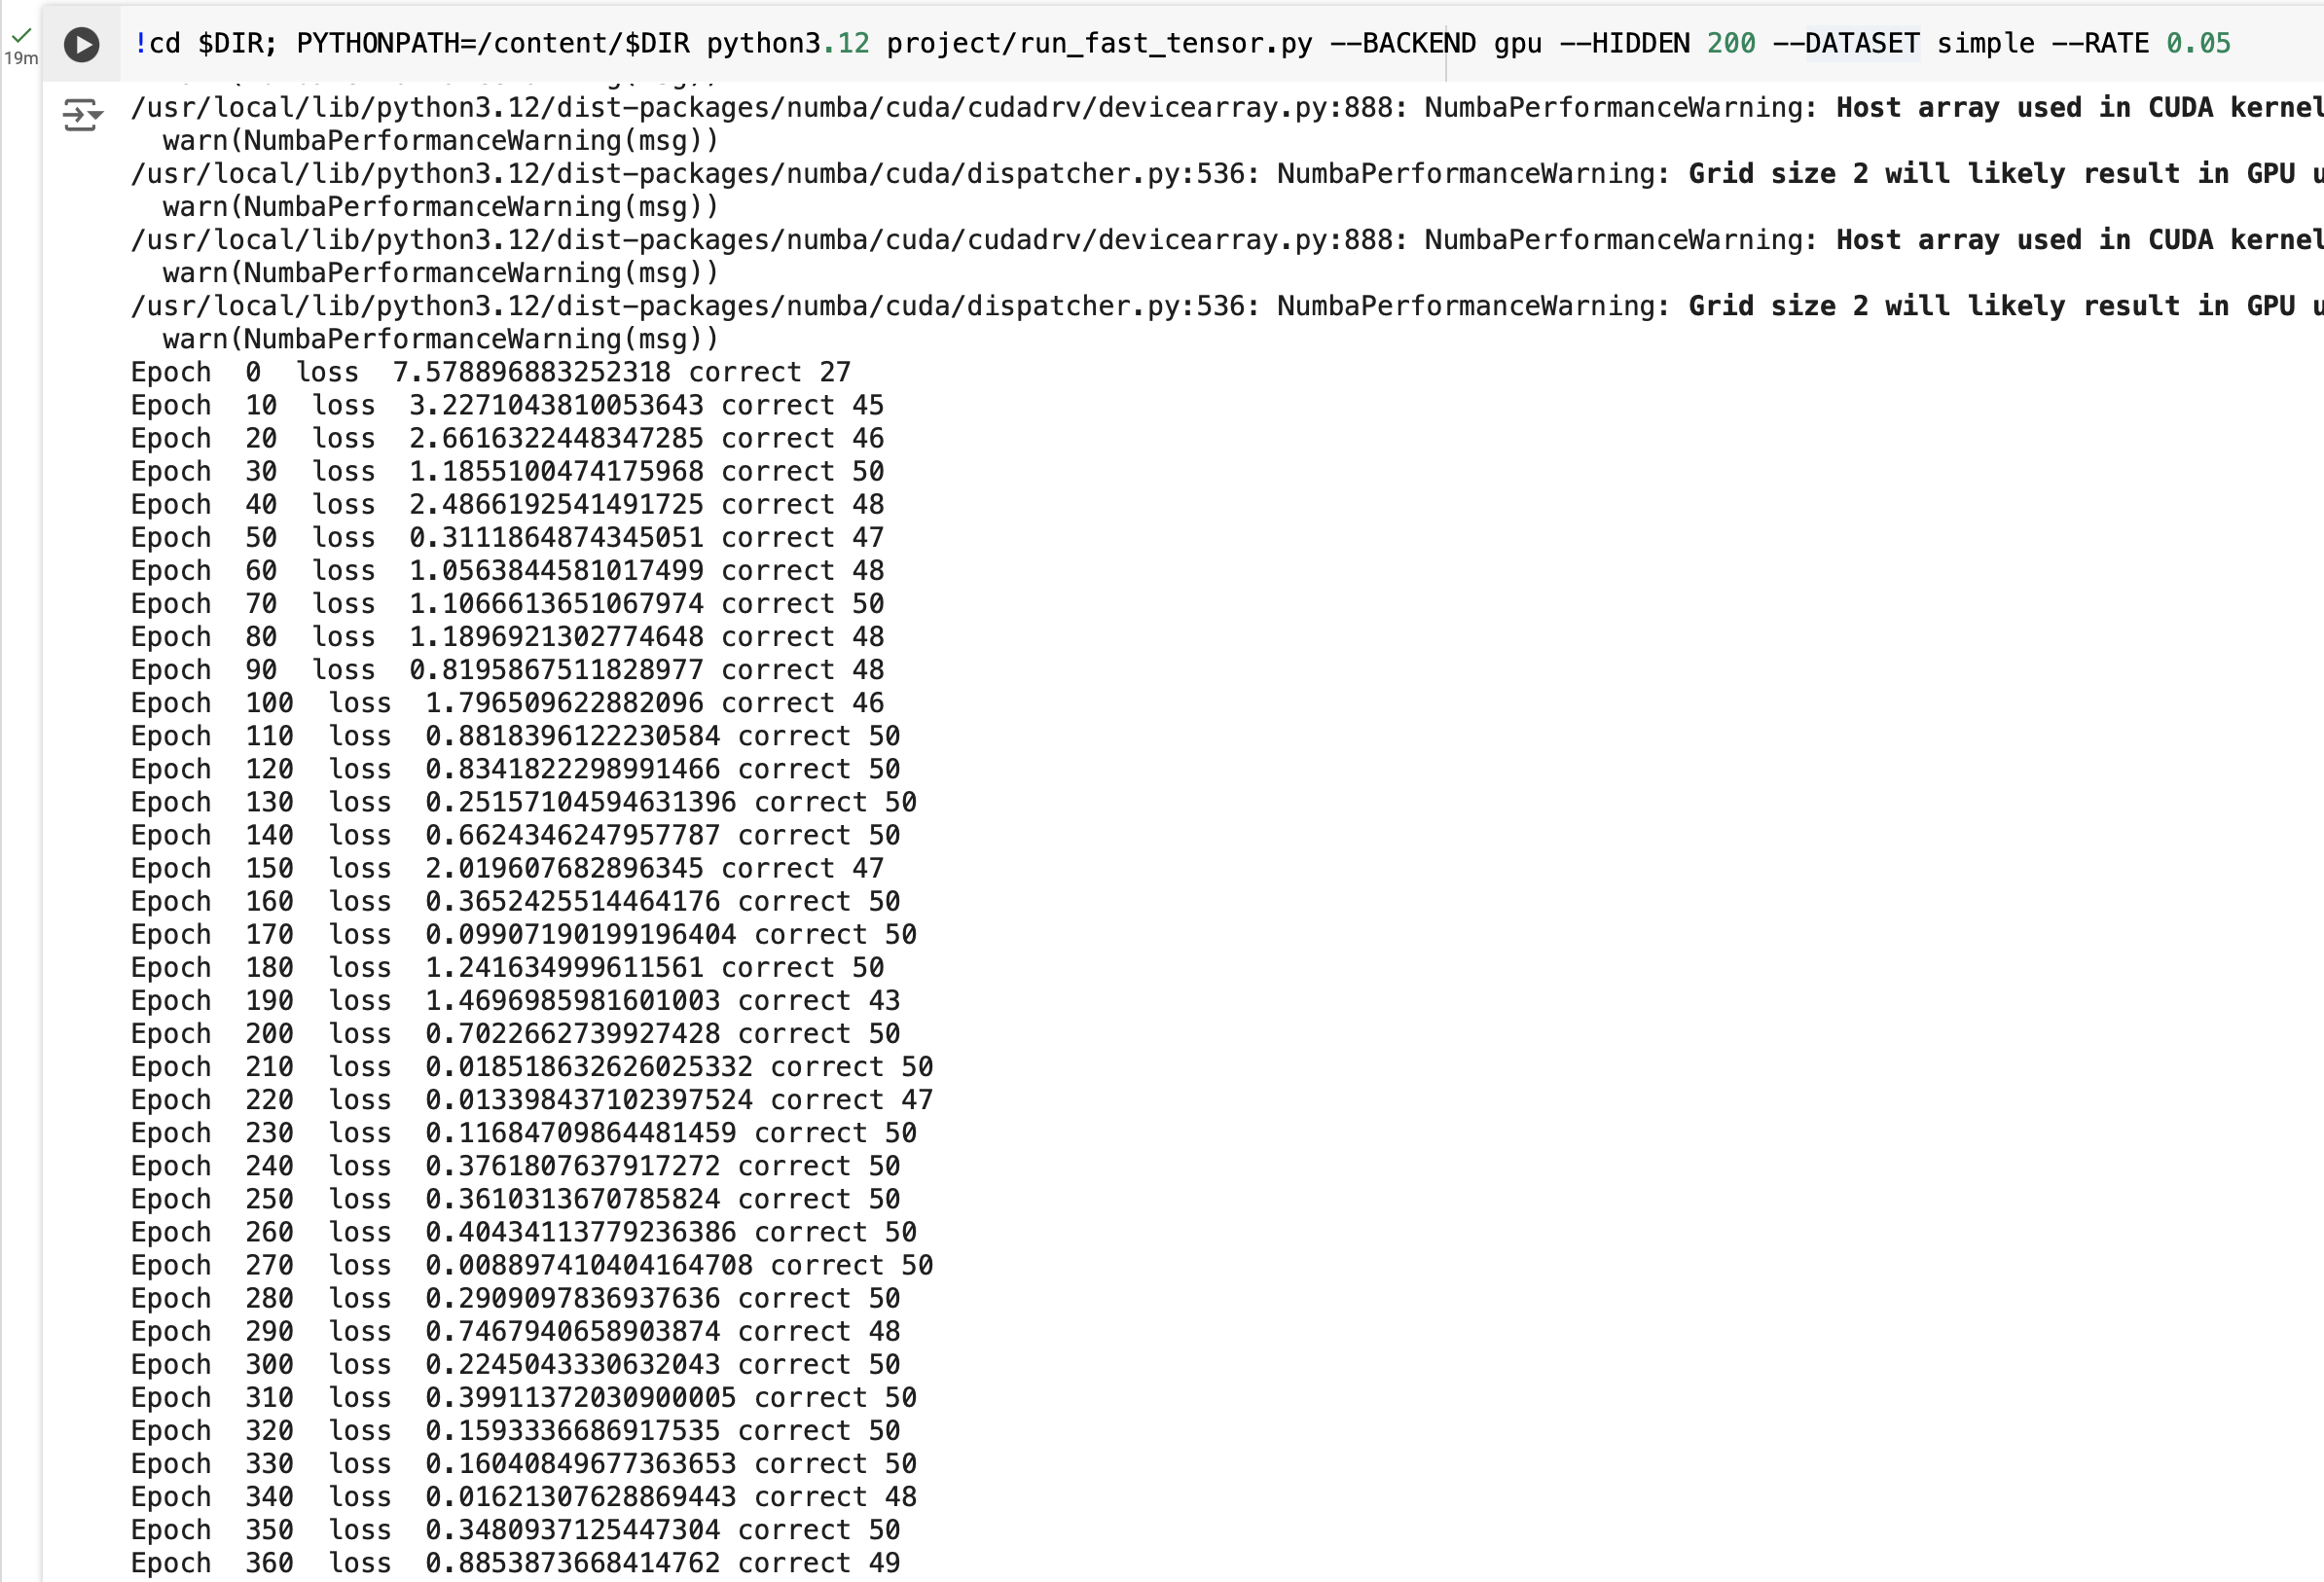 19m
!cd $DIR; PYTHONPATH=/content/$DIR python3.12 project/run_fast_tensor.py --BACKEND gpu --HIDDEN 200 --DATASET simple --RATE 0.05
/usr/local/lib/python3.12/dist-packages/numba/cuda/cudadrv/devicearray.py:888: NumbaPerformanceWarning: Host array used in CUDA kernel
  warn(NumbaPerformanceWarning(msg))
/usr/local/lib/python3.12/dist-packages/numba/cuda/dispatcher.py:536: NumbaPerformanceWarning: Grid size 2 will likely result in GPU u
  warn(NumbaPerformanceWarning(msg))
/usr/local/lib/python3.12/dist-packages/numba/cuda/cudadrv/devicearray.py:888: NumbaPerformanceWarning: Host array used in CUDA kernel
  warn(NumbaPerformanceWarning(msg))
/usr/local/lib/python3.12/dist-packages/numba/cuda/dispatcher.py:536: NumbaPerformanceWarning: Grid size 2 will likely result in GPU u
  warn(NumbaPerformanceWarning(msg))
Epoch  0  loss  7.578896883252318 correct 27
Epoch  10  loss  3.2271043810053643 correct 45
Epoch  20  loss  2.6616322448347285 correct 46
Epoch  30  loss  1.1855100474175968 correct 50
Epoch  40  loss  2.4866192541491725 correct 48
Epoch  50  loss  0.3111864874345051 correct 47
Epoch  60  loss  1.0563844581017499 correct 48
Epoch  70  loss  1.1066613651067974 correct 50
Epoch  80  loss  1.1896921302774648 correct 48
Epoch  90  loss  0.8195867511828977 correct 48
Epoch  100  loss  1.796509622882096 correct 46
Epoch  110  loss  0.8818396122230584 correct 50
Epoch  120  loss  0.8341822298991466 correct 50
Epoch  130  loss  0.25157104594631396 correct 50
Epoch  140  loss  0.6624346247957787 correct 50
Epoch  150  loss  2.019607682896345 correct 47
Epoch  160  loss  0.3652425514464176 correct 50
Epoch  170  loss  0.09907190199196404 correct 50
Epoch  180  loss  1.241634999611561 correct 50
Epoch  190  loss  1.4696985981601003 correct 43
Epoch  200  loss  0.7022662739927428 correct 50
Epoch  210  loss  0.018518632626025332 correct 50
Epoch  220  loss  0.013398437102397524 correct 47
Epoch  230  loss  0.11684709864481459 correct 50
Epoch  240  loss  0.3761807637917272 correct 50
Epoch  250  loss  0.3610313670785824 correct 50
Epoch  260  loss  0.40434113779236386 correct 50
Epoch  270  loss  0.008897410404164708 correct 50
Epoch  280  loss  0.2909097836937636 correct 50
Epoch  290  loss  0.7467940658903874 correct 48
Epoch  300  loss  0.2245043330632043 correct 50
Epoch  310  loss  0.39911372030900005 correct 50
Epoch  320  loss  0.1593336686917535 correct 50
Epoch  330  loss  0.16040849677363653 correct 50
Epoch  340  loss  0.01621307628869443 correct 48
Epoch  350  loss  0.3480937125447304 correct 50
Epoch  360  loss  0.8853873668414762 correct 49